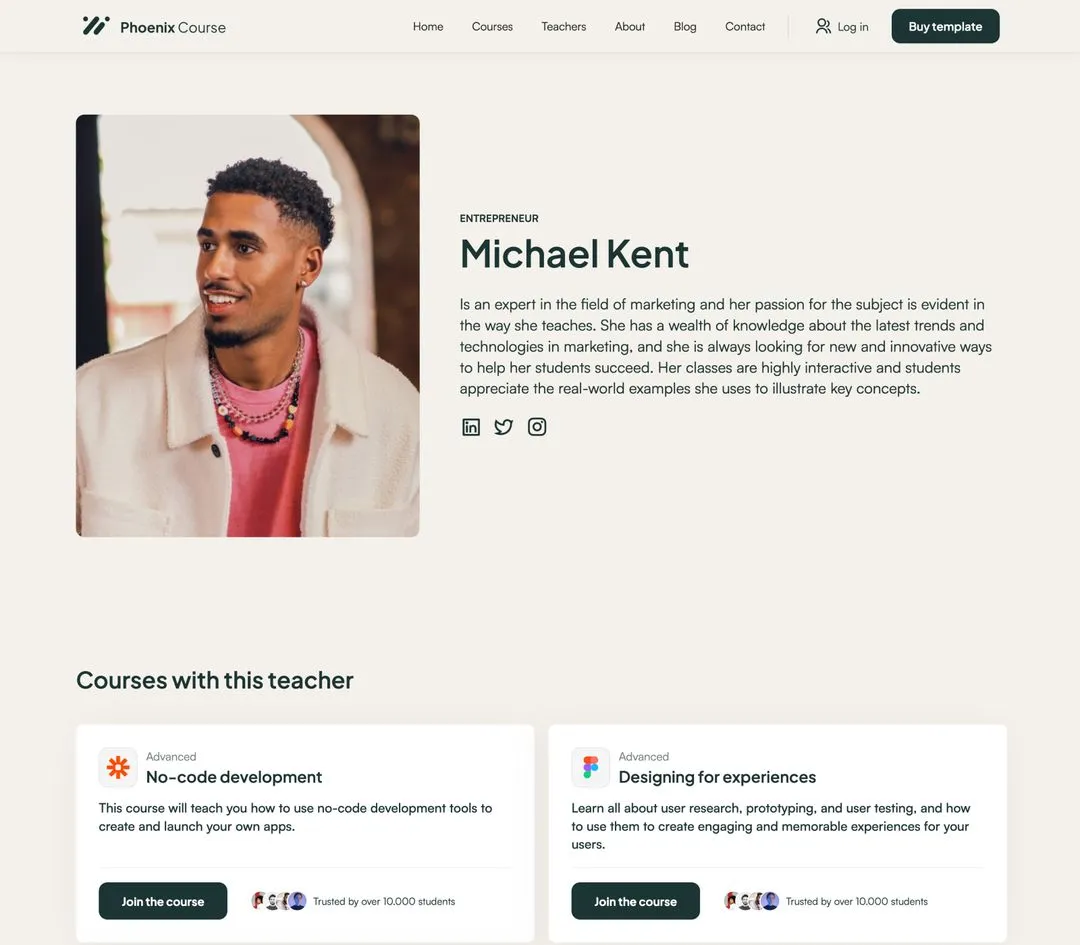 Phoenix Course
Home
Courses
Teachers
About
Blog
Contact
Log in
Buy template
ENTREPRENEUR
Michael Kent
Is an expert in the field of marketing and her passion for the subject is evident in
the way she teaches. She has a wealth of knowledge about the latest trends and
technologies in marketing, and she is always looking for new and innovative ways
to help her students succeed. Her classes are highly interactive and students
appreciate the real-world examples she uses to illustrate key concepts.
Courses with this teacher
Advanced
No-code development
This course will teach you how to use no-code development tools to
create and launch your own apps.
Join the course
Trusted by over 10.000 students
Advanced
Designing for experiences
Learn all about user research, prototyping, and user testing, and how
to use them to create engaging and memorable experiences for your
users.
Join the course
Trusted by over 10.000 students